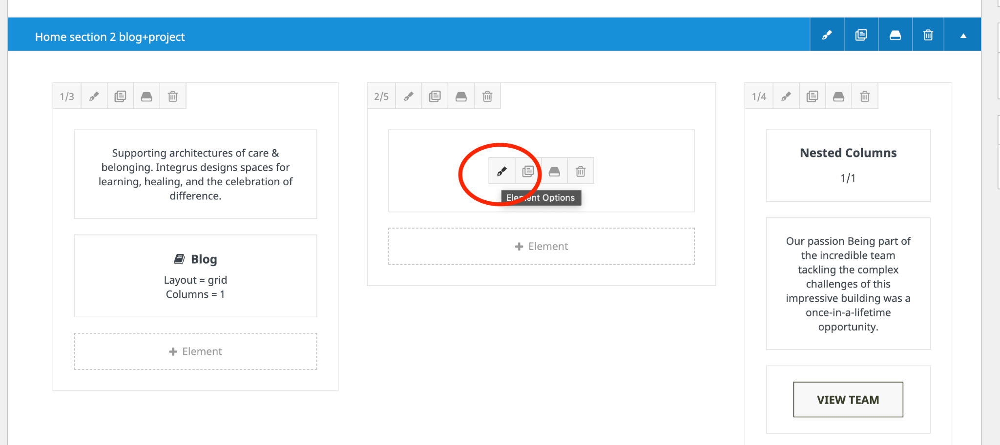 Home section 2 blog+project
1/3
Supporting architectures of care &
belonging. Integrus designs spaces for
learning, healing, and the celebration of
difference.
Blog
Layout = grid
Columns = 1
+ Element
2/5
Element Options
+ Element
1/4
Nested Columns
1/1
Our passion Being part of
the incredible team
tackling the complex
challenges of this
impressive building was a
once-in-a-lifetime
opportunity.
VIEW TEAM